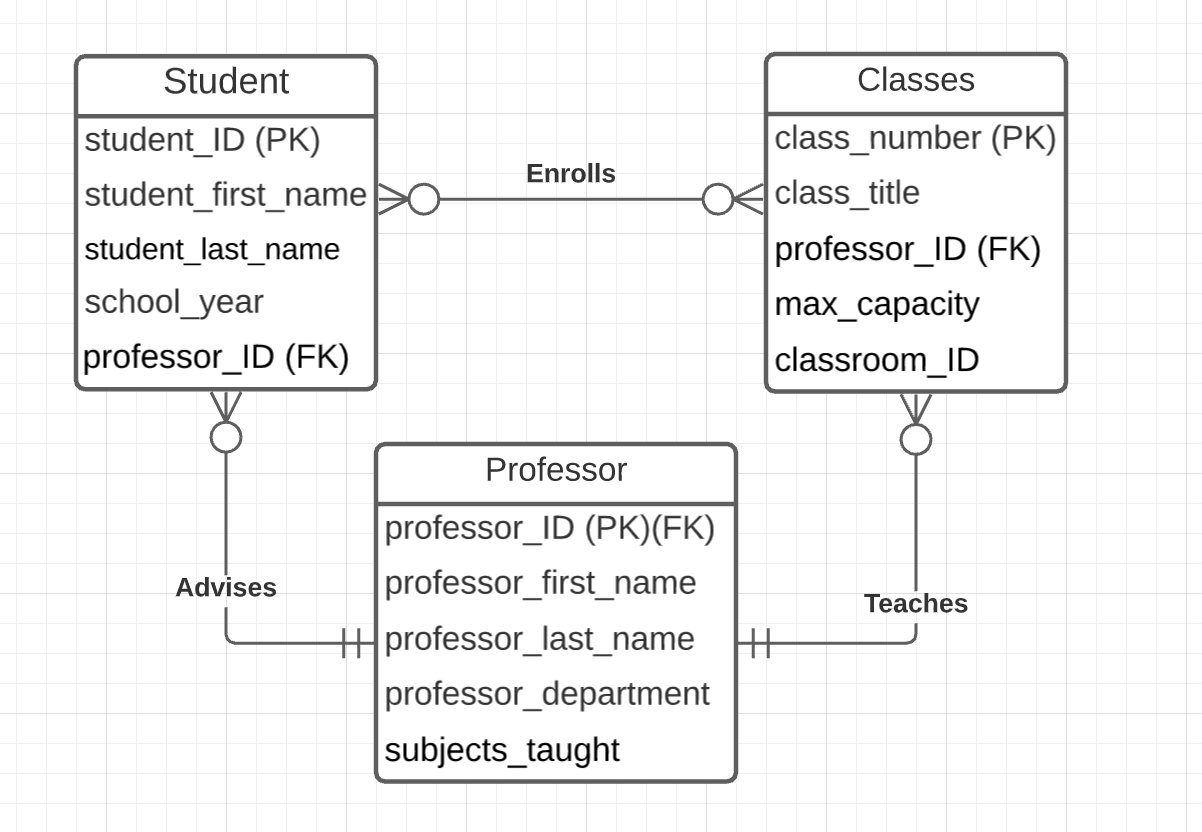 Student
student_ID (PK)
student_first_name
student_last_name
school_year
professor_ID (FK)
Enrolls
Classes
class_number (PK)
class_title
professor_ID (FK)
max_capacity
classroom_ID
Advises
Professor
professor_ID (PK)(FK)
professor_first_name
professor_last_name
professor_department
subjects_taught
Teaches